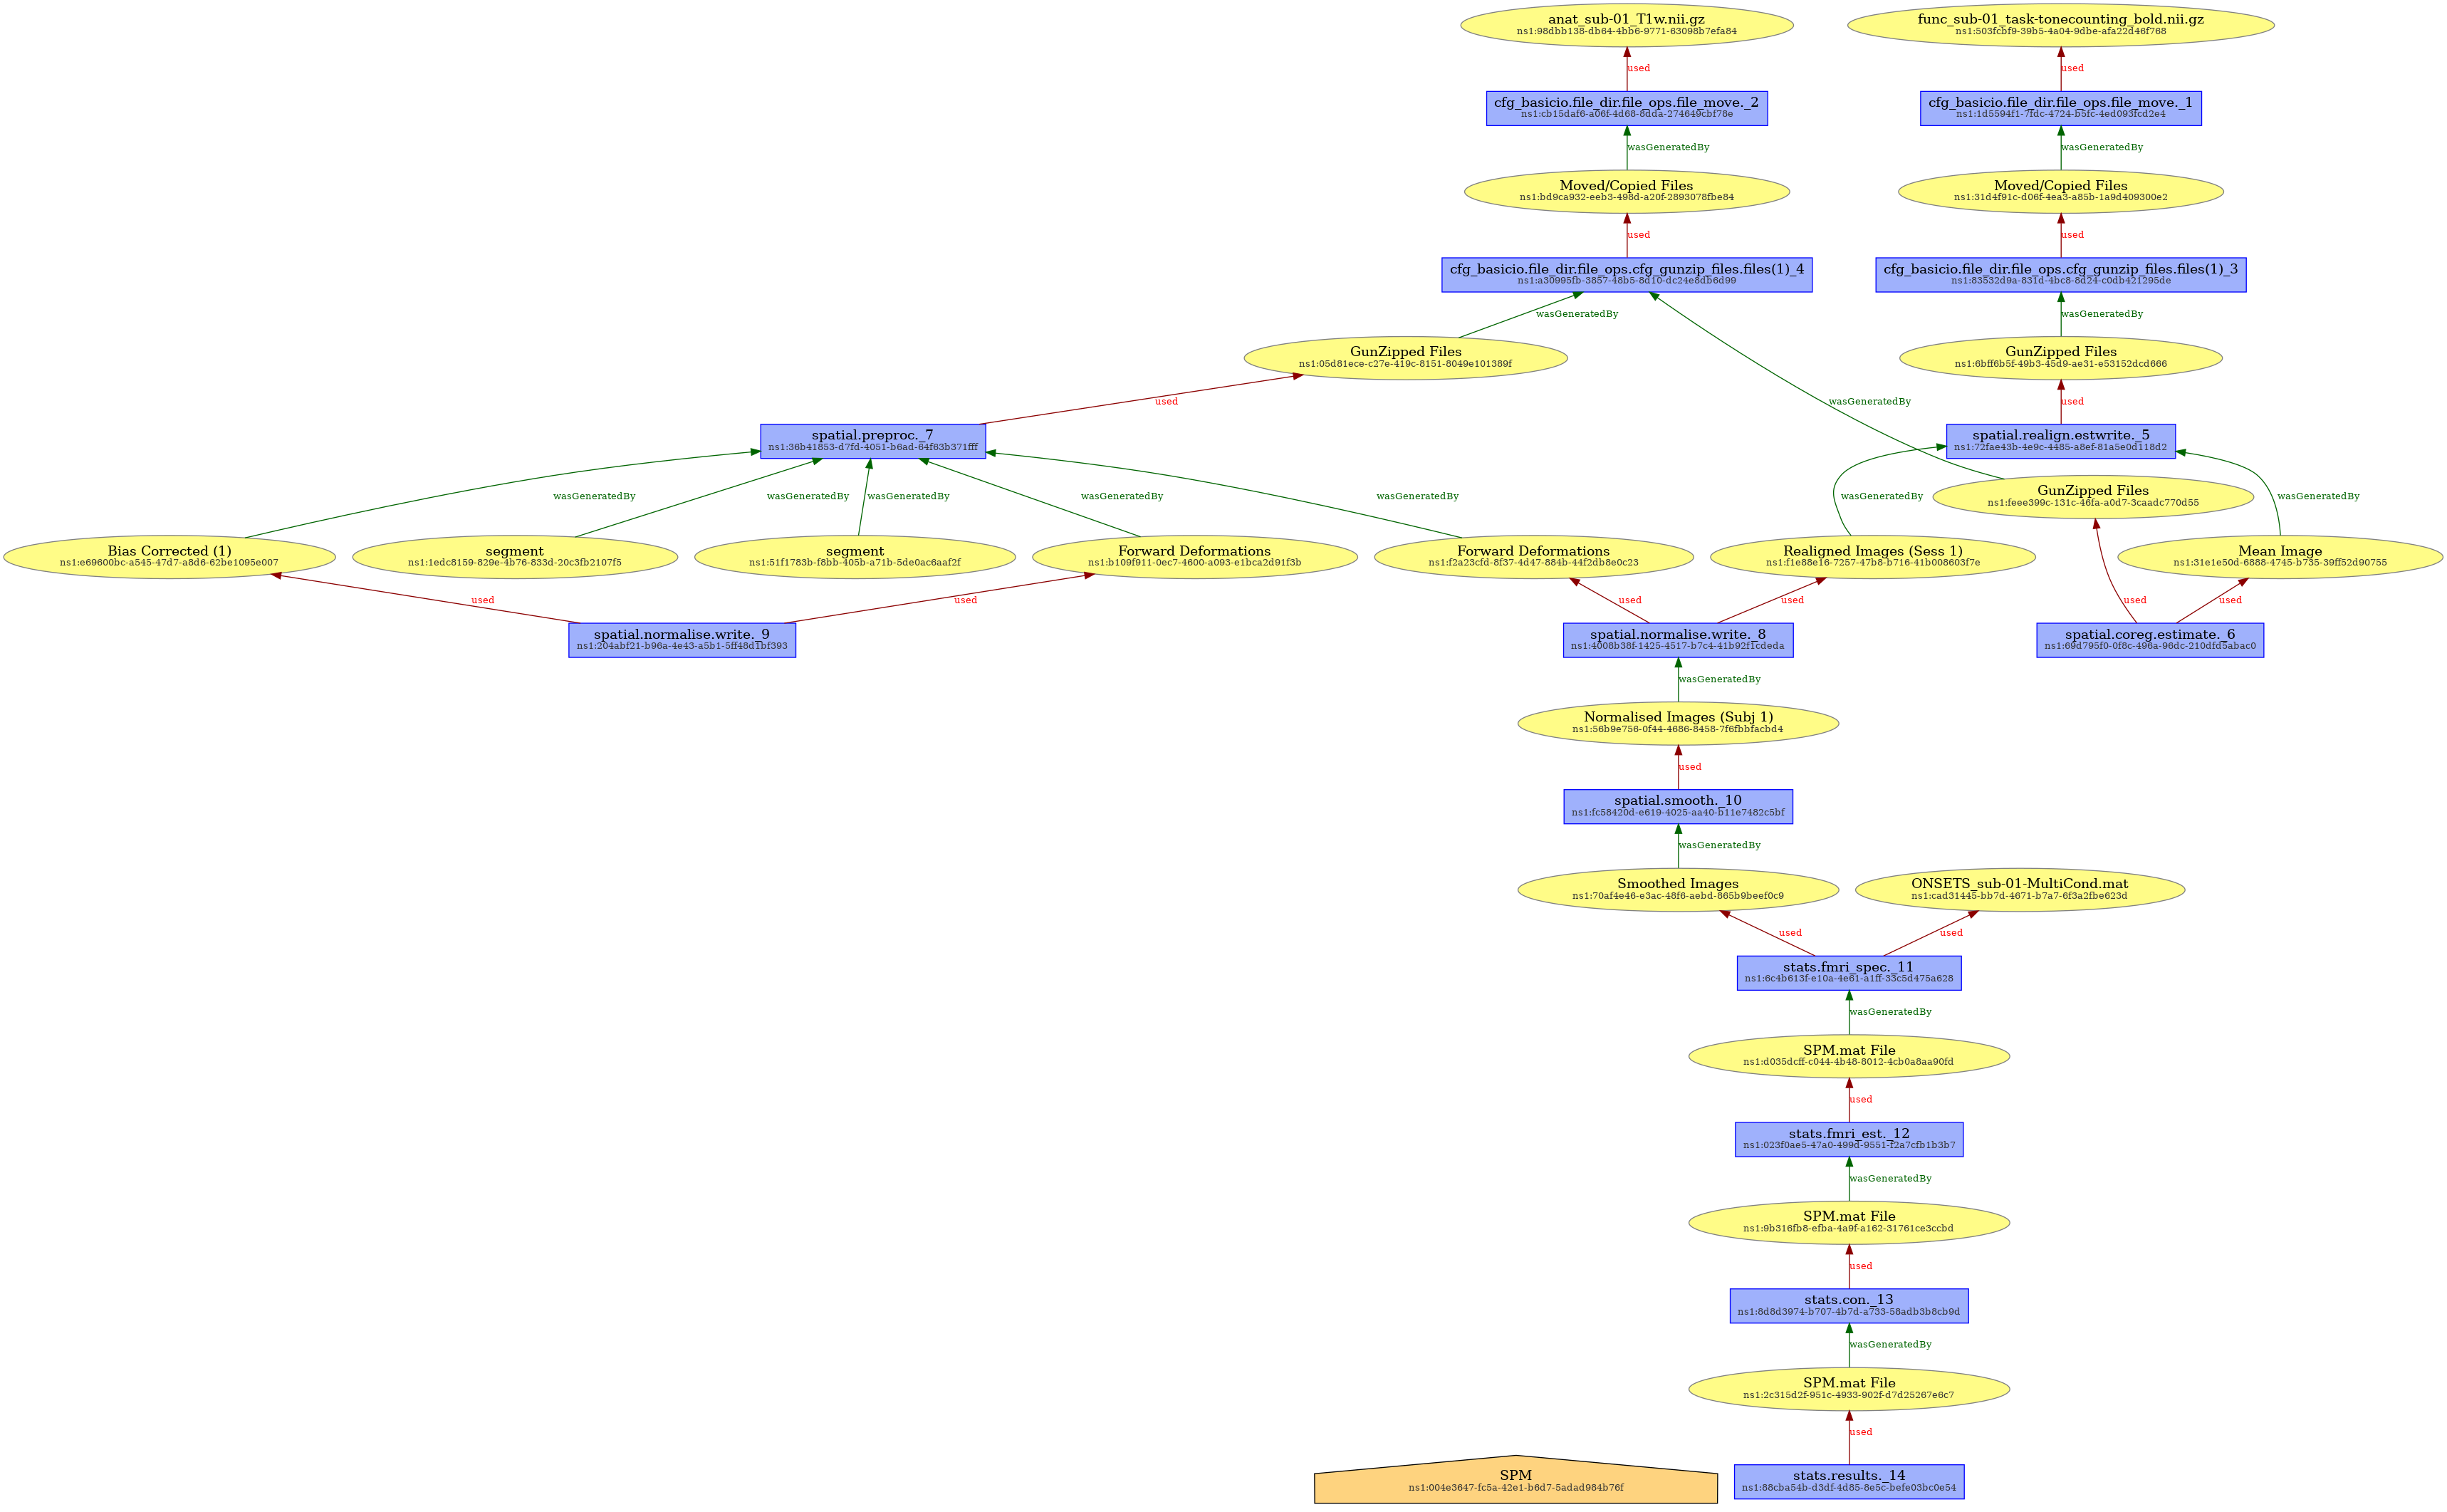 anat_sub-01_T1w.nii.gz
ns1:98dbb138-db64-4bb6-9771-63098b7efa84
func_sub-01_task-tonecounting_bold.nii.gz
ns1:503fcbf9-39b5-4a04-9dbe-afa22d46f768
used
used
cfg_basicio.file_dir.file_ops.file_move._2
ns1:cb15daf6-a06f-4d68-8dda-274649cbf78e
cfg_basicio.file_dir.file_ops.file_move._1
ns1:1d5594f1-7fdc-4724-b5fc-4ed093fcd2e4
wasGeneratedBy
wasGeneratedBy
Moved/Copied Files
ns1:bd9ca932-eeb3-498d-a20f-2893078fbe84
Moved/Copied Files
ns1:31d4f91c-d06f-4ea3-a85b-1a9d409300e2
used
used
cfg_basicio.file_dir.file_ops.cfg_gunzip_files.files(1)_4
ns1:a30995fb-3857-48b5-8d10-dc24e8db6d99
cfg_basicio.file_dir.file_ops.cfg_gunzip_files.files(1)_3
ns1:83532d9a-831d-4bc8-8d24-c0db421295de
wasGeneratedBy
wasGeneratedBy
GunZipped Files
ns1:05d81ece-c27e-419c-8151-8049e101389f
GunZipped Files
ns1:6bff6b5f-49b3-45d9-ae31-e53152dcd666
used
wasGeneratedBy
used
spatial.preproc._7
ns1:36b41853-d7fd-4051-b6ad-64f63b371fff
spatial.realign.estwrite._5
ns1:72fae43b-4e9c-4485-a8ef-81a5e0d118d2
wasGeneratedBy
wasGeneratedBy
wasGeneratedBy
wasGeneratedBy
wasGeneratedBy
wasGeneratedBy
GunZipped Files
ns1:feee399c-131c-46fa-a0d7-3caadc770d55
wasGeneratedBy
Bias Corrected (1)
ns1:e69600bc-a545-47d7-a8d6-62be1095e007
segment
ns1:1edc8159-829e-4b76-833d-20c3fb2107f5
segment
ns1:51f1783b-f8bb-405b-a71b-5de0ac6aaf2f
Forward Deformations
ns1:b109f911-0ec7-4600-a093-e1bca2d91f3b
Forward Deformations
ns1:f2a23cfd-8f37-4d47-884b-44f2db8e0c23
Realigned Images (Sess 1)
ns1:f1e88e16-7257-47b8-b716-41b008603f7e
Mean Image
ns1:31e1e50d-6888-4745-b735-39ff52d90755
used
used
used
used
used
used
spatial.normalise.write._9
ns1:204abf21-b96a-4e43-a5b1-5ff48d1bf393
spatial.normalise.write._8
ns1:4008b38f-1425-4517-b7c4-41b92f1cdeda
spatial.coreg.estimate._6
ns1:69d795f0-0f8c-496a-96dc-210dfd5abac0
wasGeneratedBy
Normalised Images (Subj 1)
ns1:56b9e756-0f44-4686-8458-7f6fbbfacbd4
used
spatial.smooth._10
ns1:fc58420d-e619-4025-aa40-b11e7482c5bf
wasGeneratedBy
Smoothed Images
ns1:70af4e46-e3ac-48f6-aebd-865b9beef0c9
ONSETS_sub-01-MultiCond.mat
ns1:cad31445-bb7d-4671-b7a7-6f3a2fbe623d
used
used
stats.fmri_spec._11
ns1:6c4b613f-e10a-4e61-a1ff-33c5d475a628
wasGeneratedBy
SPM.mat File
ns1:d035dcff-c044-4b48-8012-4cb0a8aa90fd
used
stats.fmri_est._12
ns1:023f0ae5-47a0-499d-9551-f2a7cfb1b3b7
wasGeneratedBy
SPM.mat File
ns1:9b316fb8-efba-4a9f-a162-31761ce3ccbd
used
stats.con._13
ns1:8d8d3974-b707-4b7d-a733-58adb3b8cb9d
wasGeneratedBy
SPM.mat File
ns1:2c315d2f-951c-4933-902f-d7d25267e6c7
used
SPM
ns1:004e3647-fc5a-42e1-b6d7-5adad984b76f
stats.results._14
ns1:88cba54b-d3df-4d85-8e5c-befe03bc0e54